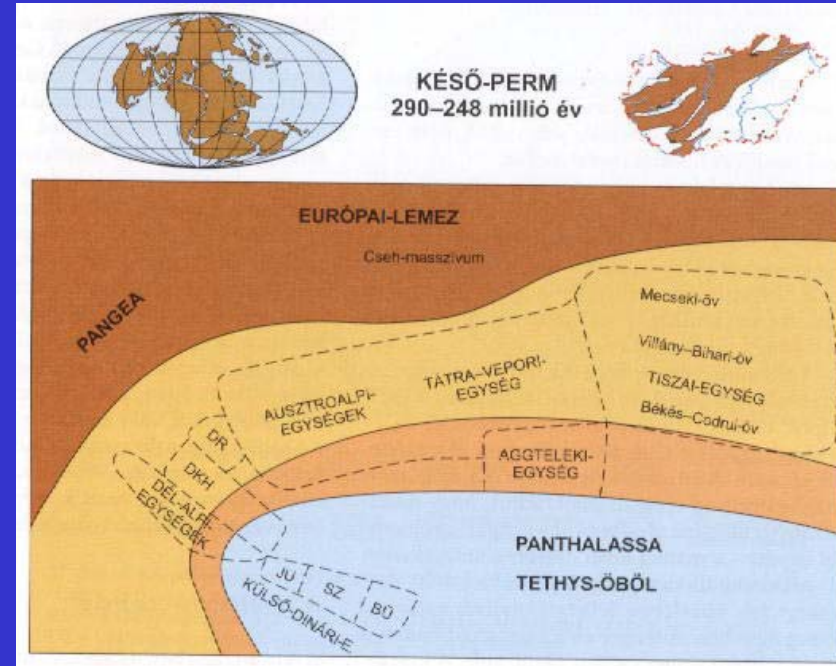 KÉSŐ-PERM
290–248 millió év
EURÓPAI-LEMEZ
Cseh-masszívum
PANGEA
Mecseki-öv
Villány–Bihari-öv
TISZAI-EGYSÉG
Békés–Codrui-öv
TÁTRA–VEPORI-
EGYSÉG
AUSZTROALPI-
EGYSÉGEK
DR
DKH
DÉL-ALPI
EGYSÉGEK
AGGTELEKI-
EGYSÉG
PANTHALASSA
TETHYS-ÖBÖL
JU
SZ
BÜ
KÜLSŐ-DINÁRI-E.